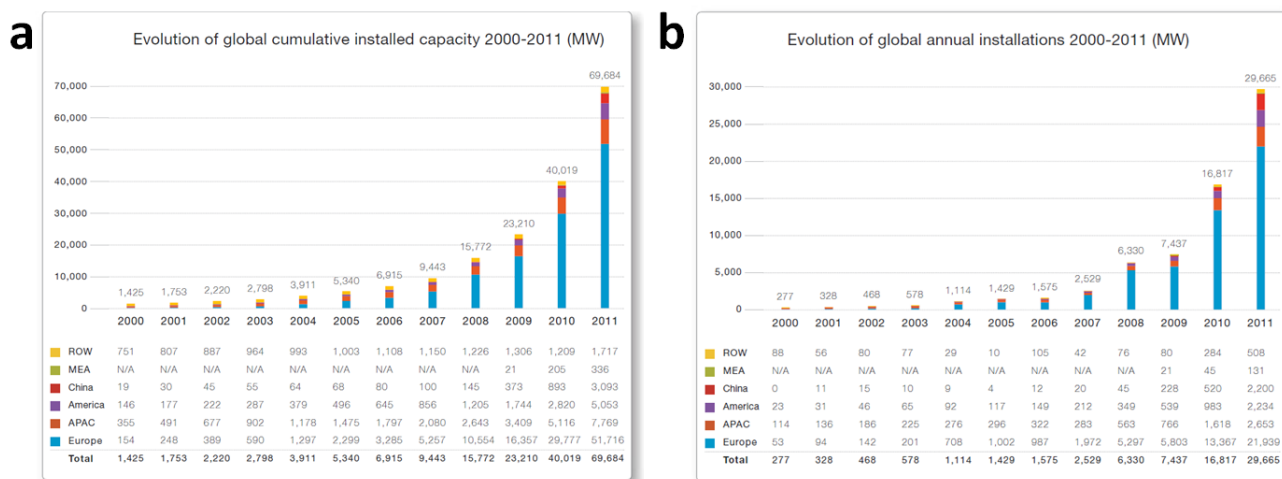 a
Evolution of global cumulative installed capacity 2000-2011 (MW)
70,000
60,000
50,000
40,000
30,000
20,000
10,000
0
1,425 1,753 2,220 2,798 3,911 5,340 6,915 9,443 15,772 23,210 40,019 69,684
2000 2001 2002 2003 2004 2005 2006 2007 2008 2009 2010 2011
ROW 751 807 887 964 993 1,003 1,108 1,150 1,226 1,306 1,209 1,717
MEA N/A N/A N/A N/A N/A N/A N/A N/A N/A 21 205 336
China 19 30 45 55 64 68 80 100 145 373 893 3,093
America 146 177 222 287 379 496 645 856 1,205 1,744 2,820 5,053
APAC 355 491 677 902 1,178 1,475 1,797 2,080 2,643 3,409 5,116 7,769
Europe 154 248 389 590 1,297 2,299 3,285 5,257 10,554 16,357 29,777 51,716
Total 1,425 1,753 2,220 2,798 3,911 5,340 6,915 9,443 15,772 23,210 40,019 69,684
b
Evolution of global annual installations 2000-2011 (MW)
30,000
25,000
20,000
15,000
10,000
5,000
0
277 328 468 578 1,114 1,429 1,575 2,529 6,330 7,437 16,817 29,665
2000 2001 2002 2003 2004 2005 2006 2007 2008 2009 2010 2011
ROW 88 56 80 77 29 10 105 42 76 80 284 508
MEA N/A N/A N/A N/A N/A N/A N/A N/A N/A 21 45 131
China 0 11 15 10 9 4 12 20 45 228 520 2,200
America 23 31 46 65 92 117 149 212 349 539 983 2,234
APAC 114 136 186 225 276 296 322 283 563 766 1,618 2,653
Europe 53 94 142 201 708 1,002 987 1,972 5,297 5,803 13,367 21,939
Total 277 328 468 578 1,114 1,429 1,575 2,529 6,330 7,437 16,817 29,665